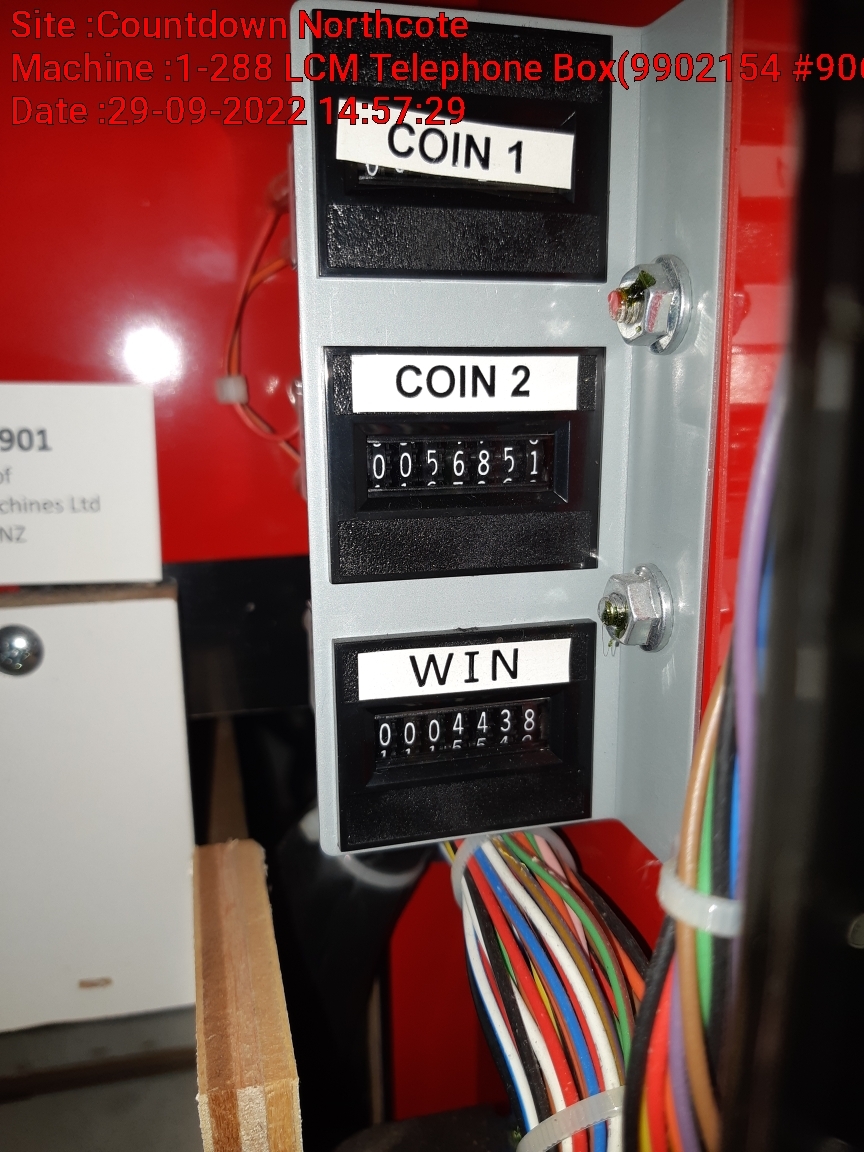 Site :Countdown Northcote
Machine :1-288 LCM Telephone Box(9902154 #90
Date :29-09-2022 14:57:29
COIN 1
COIN 2
0056851
WIN
0004438
901
of
chines Ltd
NZ